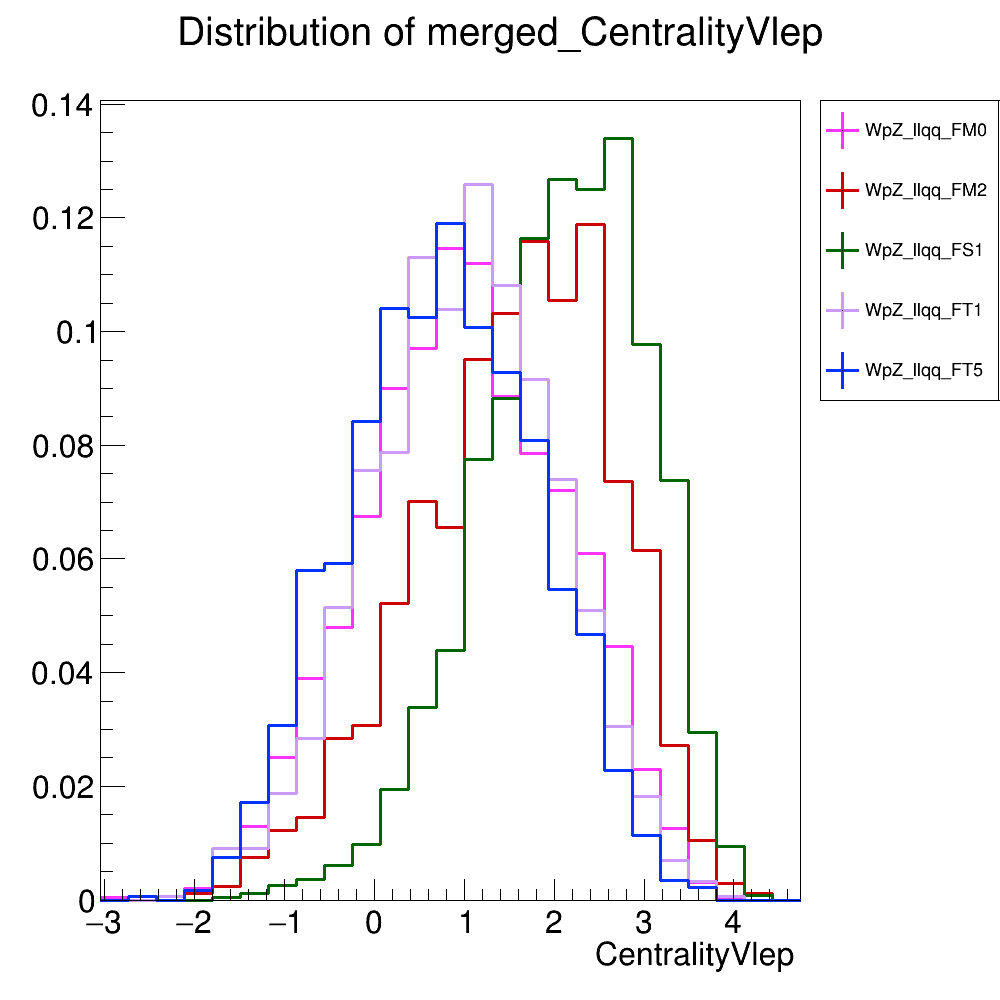 Distribution of merged_CentralityVlep
0.14
0.12
0.1
0.08
0.06
0.04
0.02
0
−3 −2 −1 0 1 2 3 4
CentralityVlep
WpZ_llqq_FM0
WpZ_llqq_FM2
WpZ_llqq_FS1
WpZ_llqq_FT1
WpZ_llqq_FT5